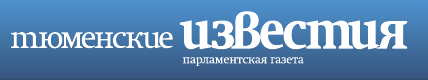 тюменские известия
парламентская газета